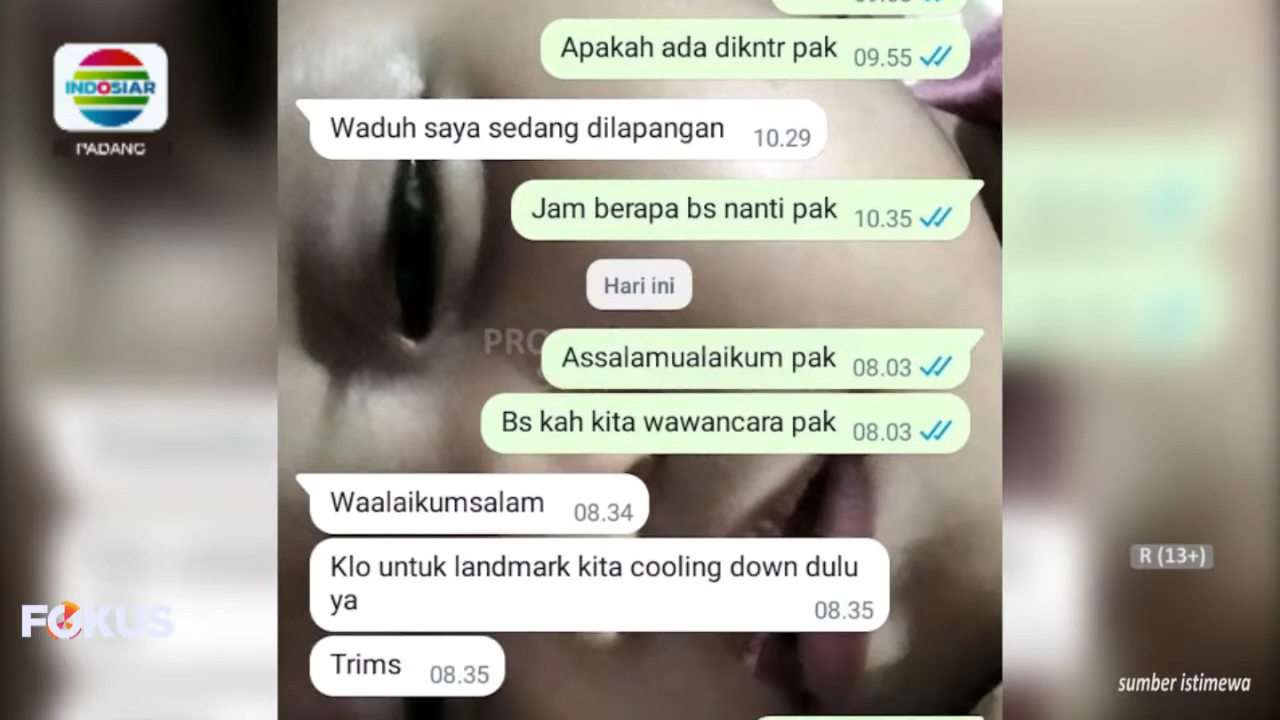 INDOSIAR
PADANG
Apakah ada dikntr pak 09.55
Waduh saya sedang dilapangan 10.29
Jam berapa bs nanti pak 10.35
Hari ini
PRO
Assalamualaikum pak 08.03
Bs kah kita wawancara pak 08.03
Waalaikumsalam 08.34
Klo untuk landmark kita cooling down dulu
ya 08.35
Trims 08.35
R (13+)
FOKUS
sumber istimewa